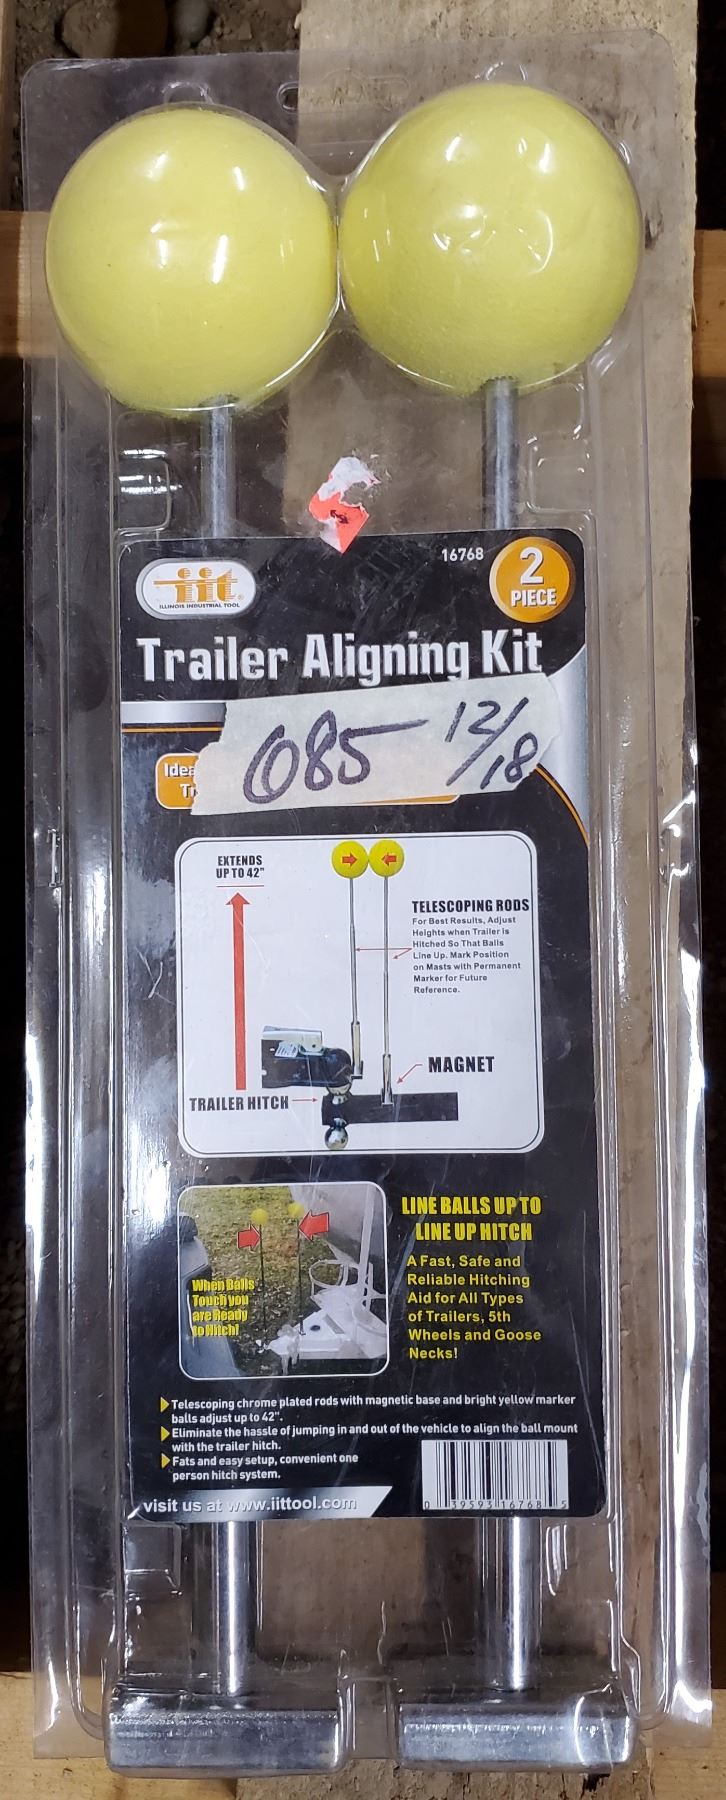 16768
2
PIECE
iit
ILLINOIS INDUSTRIAL TOOL
Trailer Aligning Kit
685 12/18
EXTENDS
UP TO 42"
TELESCOPING RODS
For Best Results, Adjust
Heights when Trailer is
Hitched So That Balls
Line Up. Mark Position
on Masts with Permanent
Marker for Future
Reference.
MAGNET
TRAILER HITCH
LINE BALLS UP TO
LINE UP HITCH
When Balls
Touch you
are Ready
to Hitch!
A Fast, Safe and
Reliable Hitching
Aid for All Types
of Trailers, 5th
Wheels and Goose
Necks!
Telescoping chrome plated rods with magnetic base and bright yellow marker
balls adjust up to 42".
Eliminate the hassle of jumping in and out of the vehicle to align the ball mount
with the trailer hitch.
Fats and easy setup, convenient one
person hitch system.
visit us at www.iittool.com
0 39593 16768 5